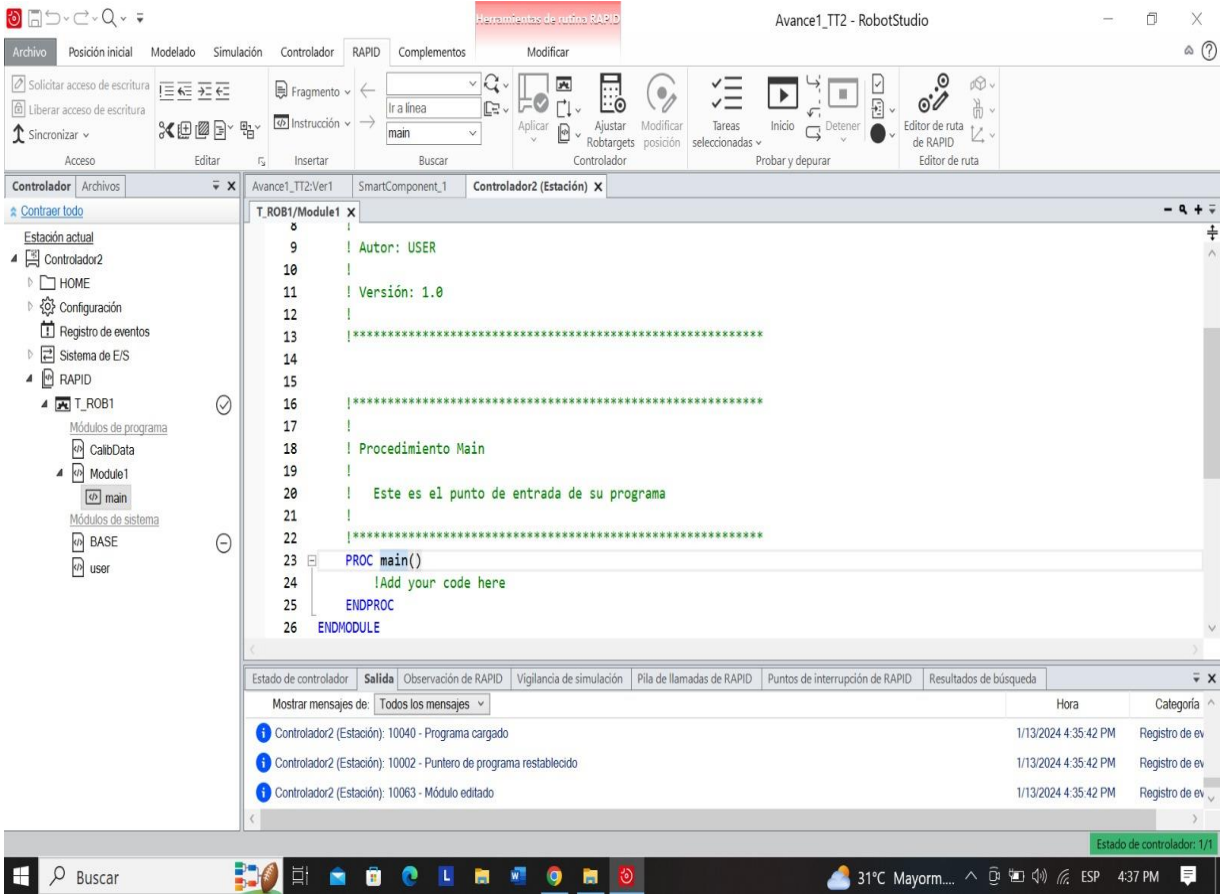 Herramientas de rutina RAPID
Avance1_TT2 - RobotStudio
Archivo Posición inicial Modelado Simulación Controlador RAPID Complementos Modificar
Solicitar acceso de escritura
Liberar acceso de escritura
Sincronizar
Acceso
Editar
Fragmento
Instrucción
Insertar
Ir a línea
main
Buscar
Aplicar
Ajustar Robtargets
Modificar posición
Controlador
Tareas seleccionadas
Inicio
Detener
Probar y depurar
Editor de ruta de RAPID
Editor de ruta
Controlador Archivos
Avance1_TT2:Ver1 SmartComponent_1 Controlador2 (Estación)
Contraer todo
Estación actual
Controlador2
HOME
Configuración
Registro de eventos
Sistema de E/S
RAPID
T_ROB1
Módulos de programa
CalibData
Module1
main
Módulos de sistema
BASE
user
T_ROB1/Module1
8 !
9 ! Autor: USER
10 !
11 ! Versión: 1.0
12 !
13 !***********************************************************
14
15
16 !***********************************************************
17 !
18 ! Procedimiento Main
19 !
20 ! Este es el punto de entrada de su programa
21 !
22 !***********************************************************
23 PROC main()
24 !Add your code here
25 ENDPROC
26 ENDMODULE
Estado de controlador Salida Observación de RAPID Vigilancia de simulación Pila de llamadas de RAPID Puntos de interrupción de RAPID Resultados de búsqueda
Mostrar mensajes de: Todos los mensajes Hora Categoría
Controlador2 (Estación): 10040 - Programa cargado 1/13/2024 4:35:42 PM Registro de ev
Controlador2 (Estación): 10002 - Puntero de programa restablecido 1/13/2024 4:35:42 PM Registro de ev
Controlador2 (Estación): 10063 - Módulo editado 1/13/2024 4:35:42 PM Registro de ev
Estado de controlador: 1/1
Buscar
L
31°C Mayorm.... ESP 4:37 PM